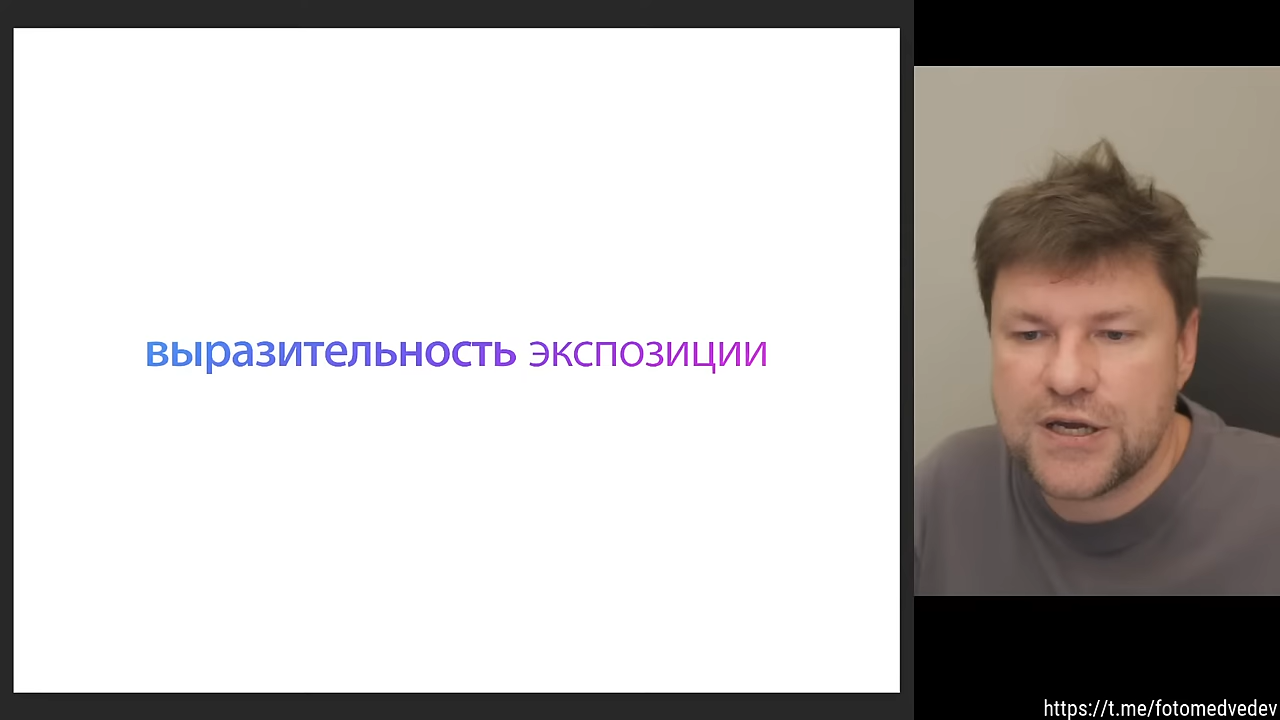 выразительность экспозиции
https://t.me/fotomedvedev